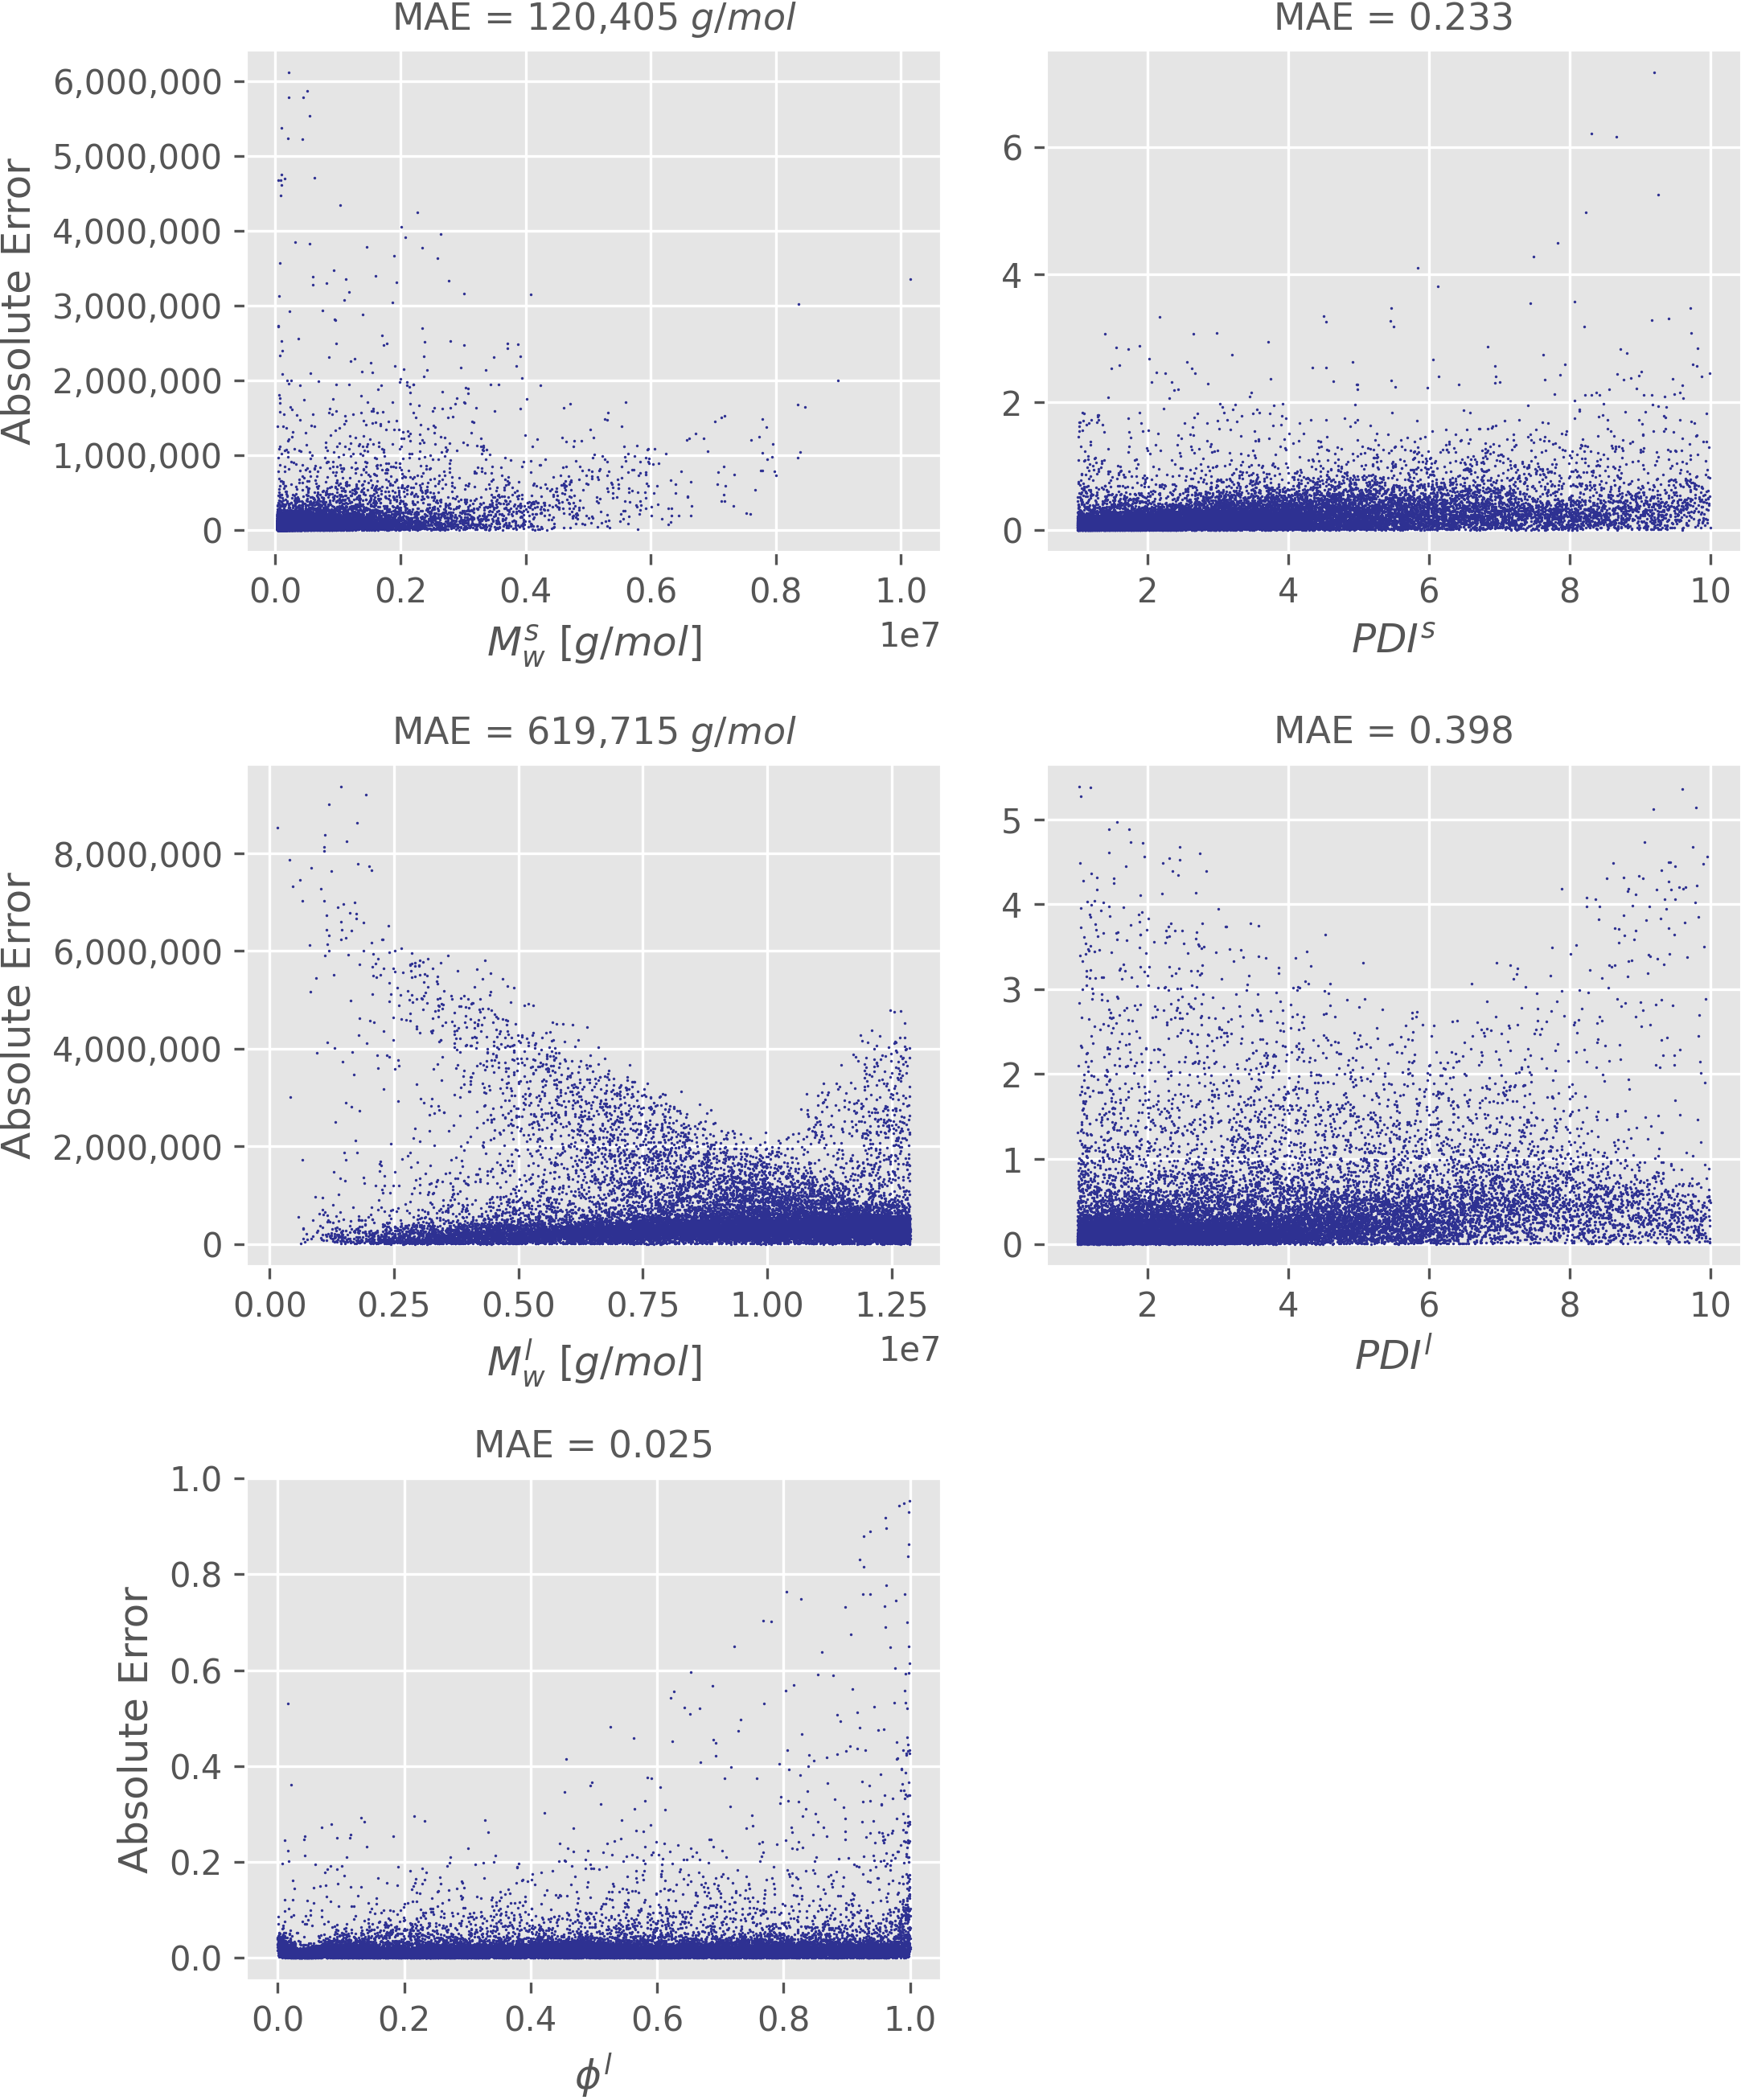 MAE = 120,405 g/mol
Absolute Error
6,000,000
5,000,000
4,000,000
3,000,000
2,000,000
1,000,000
0
0.0 0.2 0.4 0.6 0.8 1.0
1e7
M_w^s [g/mol]
MAE = 0.233
6
4
2
0
2 4 6 8 10
PDI^s
MAE = 619,715 g/mol
Absolute Error
8,000,000
6,000,000
4,000,000
2,000,000
0
0.00 0.25 0.50 0.75 1.00 1.25
1e7
M_w^l [g/mol]
MAE = 0.398
5
4
3
2
1
0
2 4 6 8 10
PDI^l
MAE = 0.025
Absolute Error
1.0
0.8
0.6
0.4
0.2
0.0
0.0 0.2 0.4 0.6 0.8 1.0
ϕ^l